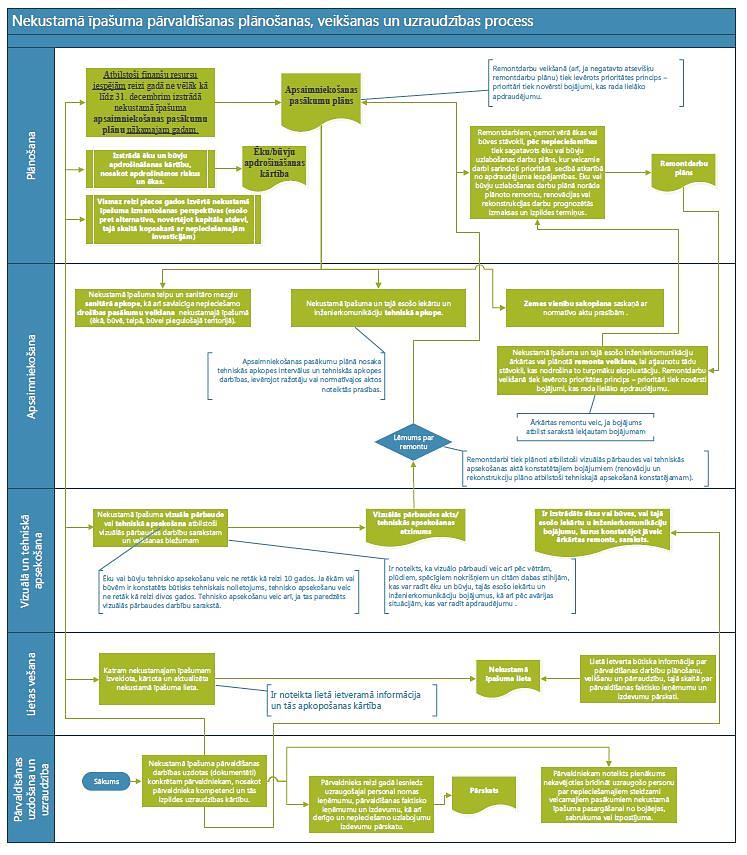 Nekustamā īpašuma pārvaldīšanas plānošanas, veikšanas un uzraudzības process
Plānošana
Atbilstoši finanšu resursu
iespējām reizi gadā ne vēlāk kā
līdz 31. decembrim izstrādā
nekustamā īpašuma
apsaimniekošanas pasākumu
plānu nākamajam gadam.
Apsaimniekošanas
pasākumu plāns
Remontdarbu veikšanā (arī, ja negatavto atsevišķu
remontdarbu plānu) tiek ievērots prioritātes princips –
prioritāri tiek novērsti bojājumi, kas rada lielāko
apdraudējumu.
Izstrādā ēku un būvju
apdrošināšanas kārtību,
nosakot apdrošināmos riskus
un ēkas.
Ēku/būvju
apdrošināšanas
kārtība
Remontdarbiem, ņemot vērā ēkas vai
būves stāvokli, pēc nepieciešamības
tiek sagatavots ēku vai būvju
uzlabošanas darbu plāns, kur veicamie
darbi sarindoti prioritārā secībā atkarībā
no apdraudējuma iespējamības. Ēku vai
būvju uzlabošanas darbu plānā norāda
plānoto remontu, renovācijas vai
rekonstrukcijas darbu prognozētās
izmaksas un izpildes termiņus.
Remontdarbu
plāns
Vismaz reizi piecos gados izvērtē nekustamā
īpašuma izmantošanas perspektīvas (esošo
pret alternatīvo, novērtējot kapitāla atdevi,
tajā skaitā kopsakarā ar nepieciešamajām
investīcijām)
Apsaimniekošana
Nekustamā īpašuma telpu un sanitāro mezglu
sanitārā apkope, kā arī savlaicīga nepieciešamo
drošības pasākumu veikšana nekustamajā īpašumā
(ēkā, būvē, telpā, būvei piegulošajā teritorijā).
Nekustamā īpašuma un tajā esošo iekārtu un
inženierkomunikāciju tehniskā apkope.
Zemes vienību sakopšana saskaņā ar
normatīvo aktu prasībām .
Apsaimniekošanas pasākumu plānā nosaka
tehniskās apkopes intervālus un tehniskās apkopes
darbības, ievērojot ražotāju vai normatīvajos aktos
noteiktās prasības.
Nekustamā īpašuma un tajā esošo inženierkomunikāciju
ārkārtas vai plānotā remonta veikšana, lai atjaunotu tādu
stāvokli, kas nodrošina to turpmāku ekspluatāciju. Remontdarbu
veikšanā tiek ievērots prioritātes princips – prioritāri tiek novērsti
bojājumi, kas rada lielāko apdraudējumu.
Ārkārtas remontu veic, ja bojājums
atbilst sarakstā iekļautam bojājumam
Lēmums par
remontu
Remontdarbi tiek plānoti atbilstoši vizuālās pārbaudes vai tehniskās
apsekošanas aktā konstatētajiem bojājumiem (renovāciju un
rekonstrukciju plāno atbilstoši tehniskajā apsekošanā konstatējamam).
Vizuālā un tehniskā
apsekošana
Nekustamā īpašuma vizuāla pārbaude
vai tehniskā apsekošana atbilstoši
vizuālās pārbaudes darbību sarakstam
un veikšanas biežumam
Vizuālās pārbaudes akts/
tehniskās apsekošanas
atzinums
Ir izstrādāts ēkas vai būves, vai tajā
esošo iekārtu u inženierkomunikāciju
bojājumu, kurus konstatējot jāveic
ārkārtas remonts, saraksts.
Ēku vai būvju tehnisko apsekošanu veic ne retāk kā reizi 10 gados. Ja ēkām vai
būvēm ir konstatēts būtisks tehniskais nolietojums, tehnisko apsekošanu veic
ne retāk kā reizi divos gados. Tehnisko apsekošanu veic arī, ja tas paredzēts
vizuālās pārbaudes darbību sarakstā.
Ir noteikts, ka vizuālo pārbaudi veic arī pēc vētrām,
plūdiem, spēcīgiem nokrišņiem un citām dabas stihijām,
kas var radīt ēku un būvju, tajās esošo iekārtu un
inženierkomunikāciju bojājumus, kā arī pēc avārijas
situācijām, kas var radīt apdraudējumu .
Lietas vešana
Katram nekustamajam īpašumam
izveidota, kārtota un aktualizēta
nekustamā īpašuma lieta.
Nekustamā
īpašuma lieta
Lietā ietverta būtiska informācija par
pārvaldīšanas darbību plānošanu,
veikšanu un pārraudzību, tajā skaitā par
pārvaldīšanas faktisko ieņēmumu un
izdevumu pārskati.
Ir noteikta lietā ietveramā informācija
un tās apkopošanas kārtība
Pārvaldīšanas
uzdošana un
uzraudzība
Sākums
Nekustamā īpašuma pārvaldīšanas
darbības uzdotas (dokumentēti)
konkrētam pārvaldniekam, nosakot
pārvaldnieka kompetenci un tās
izpildes uzraudzības kārtību.
Pārvaldnieks reizi gadā iesniedz
uzraugošajai personai nomas
ieņēmumu, pārvaldīšanas faktisko
ieņēmumu un izdevumu, kā arī
derīgo un nepieciešamo uzlabojumu
izdevumu pārskatu.
Pārskats
Pārvaldniekam noteikts pienākums
nekavējoties brīdināt uzraugošo personu
par nepieciešamajiem steidzami
veicamajiem pasākumiem nekustamā
īpašuma pasargāšanai no bojāejas,
sabrukuma vai izpostījuma.